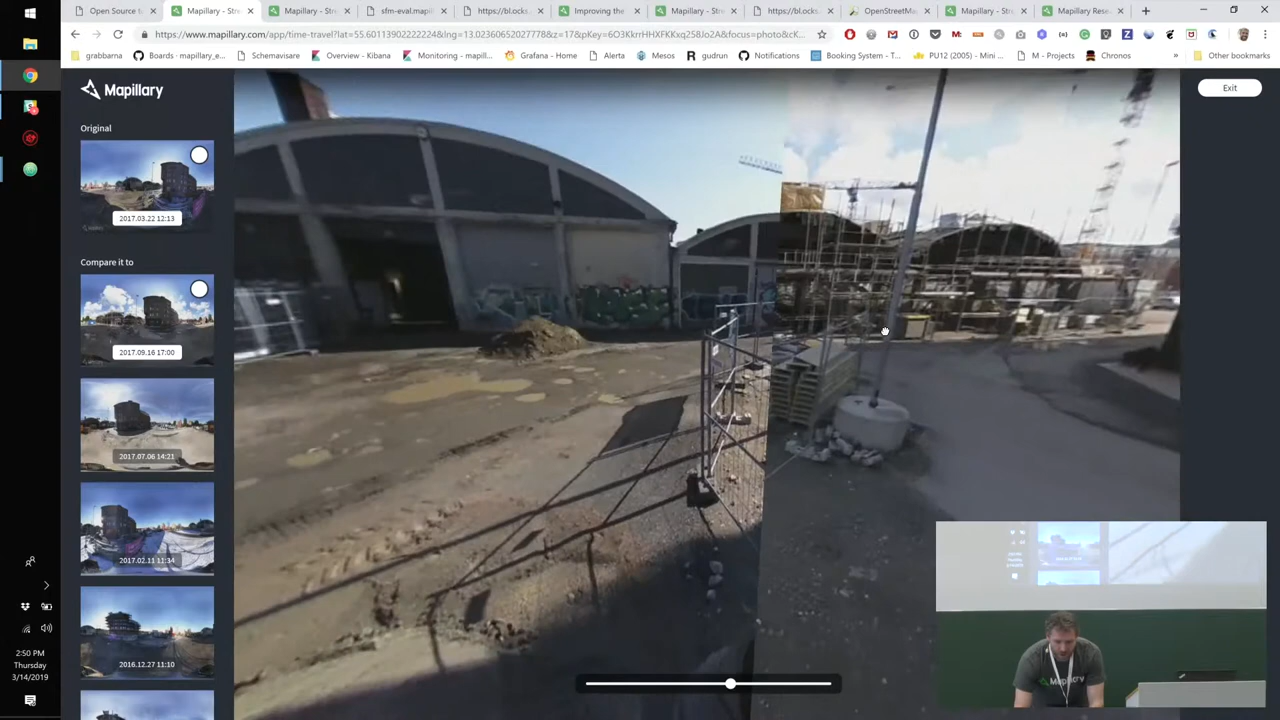 Open Source t
Mapillary - Stre
Mapillary - Stre
sfm-eval.mapil
https://bl.ocks.
Improving the
Mapillary - Stre
https://bl.ocks.
OpenStreetMa
Mapillary - Stre
Mapillary Rese
https://www.mapillary.com/app/time-travel?lat=55.60113902222224&lng=13.02360652027778&z=17&pKey=6O3KkrrHHXFKKxq258Jo2A&focus=photo&cK...
grabbarna
Boards · mapillary_e...
Schemavisare
Overview - Kibana
Monitoring - mapill...
Grafana - Home
Alerta
Mesos
gudrun
Notifications
Booking System - T...
PU12 (2005) - Mini ...
M - Projects
Chronos
»
Other bookmarks
Mapillary
Exit
Original
2017.03.22 12:13
Compare it to
2017.09.16 17:00
2017.07.06 14:21
2017.02.11 11:34
2016.12.27 11:10
2:50 PM
Thursday
3/14/2019
Mapillary